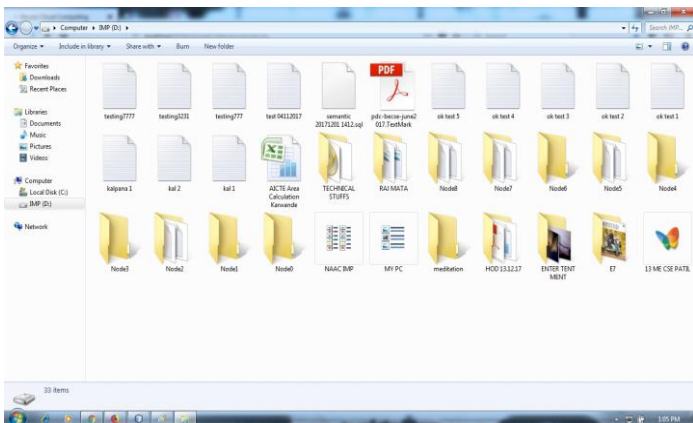 Computer ▸ IMP (D:) ▸
Search IMP...
Organize ▾ Include in library ▾ Share with ▾ Burn New folder
Favorites
Downloads
Recent Places
Libraries
Documents
Music
Pictures
Videos
Computer
Local Disk (C:)
IMP (D:)
Network
testing7777
testing3231
testing777
test 04112017
semantic
20171201 1412.sql
PDF
pdc-becse-june2
017.TestMark
ok test 5
ok test 4
ok test 3
ok test 2
ok test 1
kalpana 1
kal 2
kal 1
AICTE Area
Calculation
Karwande
TECHNICAL
STUFFS
RAJ MATA
Node8
Node7
Node6
Node5
Node4
Node3
Node2
Node1
Node0
NAAC IMP
MY PC
meditation
HOD 13.12.17
ENTER TENT
MENT
E7
13 ME CSE PATIL
33 items
1:05 PM